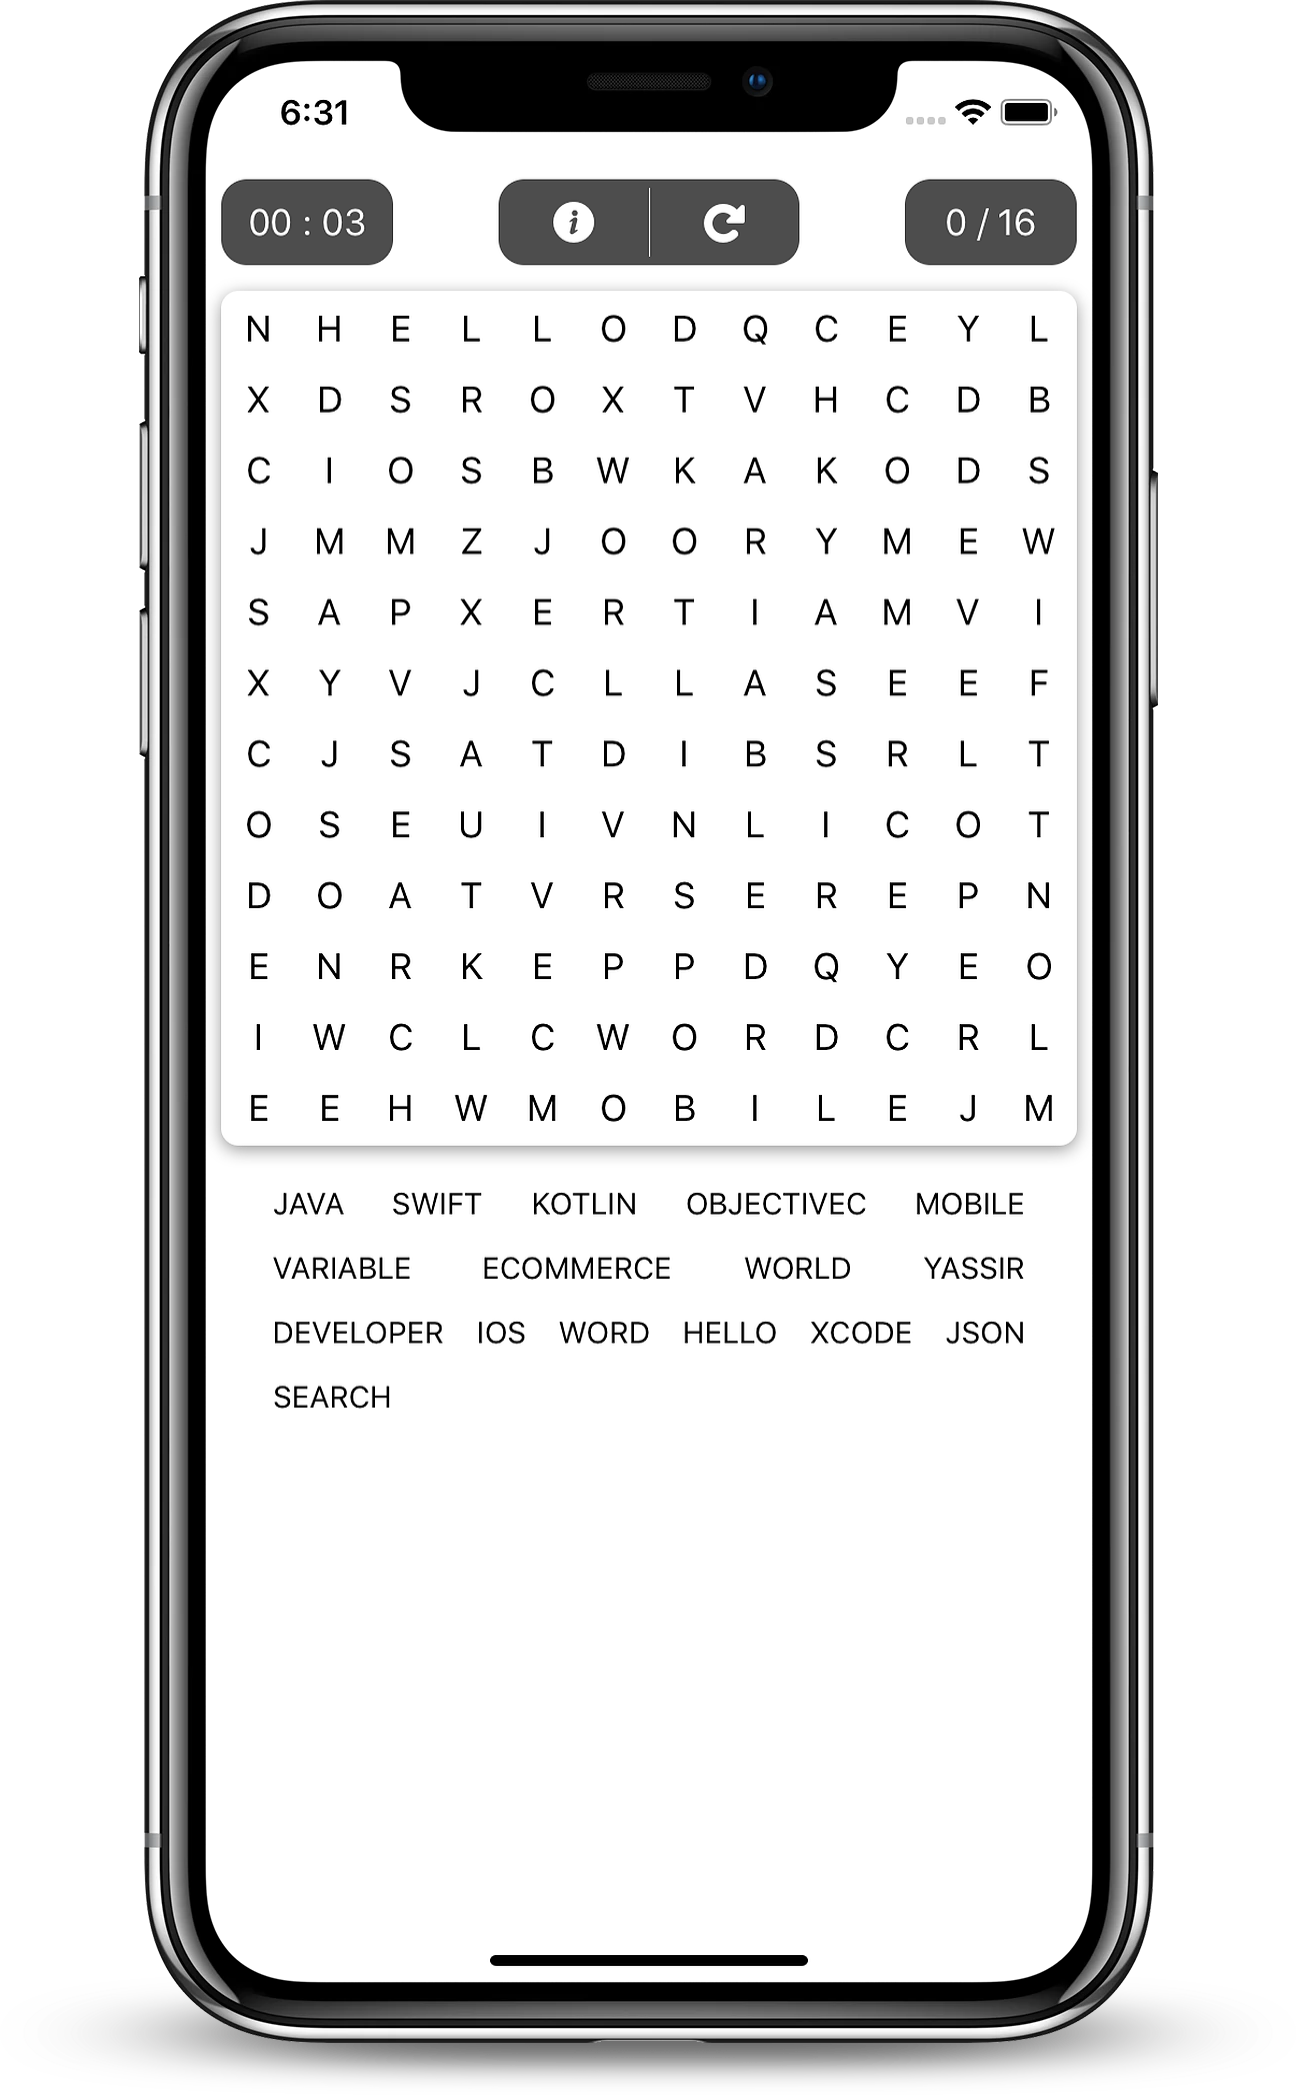 6:31
00 : 03 i 0 / 16
N H E L L O D Q C E Y L
X D S R O X T V H C D B
C I O S B W K A K O D S
J M M Z J O O R Y M E W
S A P X E R T I A M V I
X Y V J C L L A S E E F
C J S A T D I B S R L T
O S E U I V N L I C O T
D O A T V R S E R E P N
E N R K E P P D Q Y E O
I W C L C W O R D C R L
E E H W M O B I L E J M
JAVA SWIFT KOTLIN OBJECTIVEC MOBILE
VARIABLE ECOMMERCE WORLD YASSIR
DEVELOPER IOS WORD HELLO XCODE JSON
SEARCH